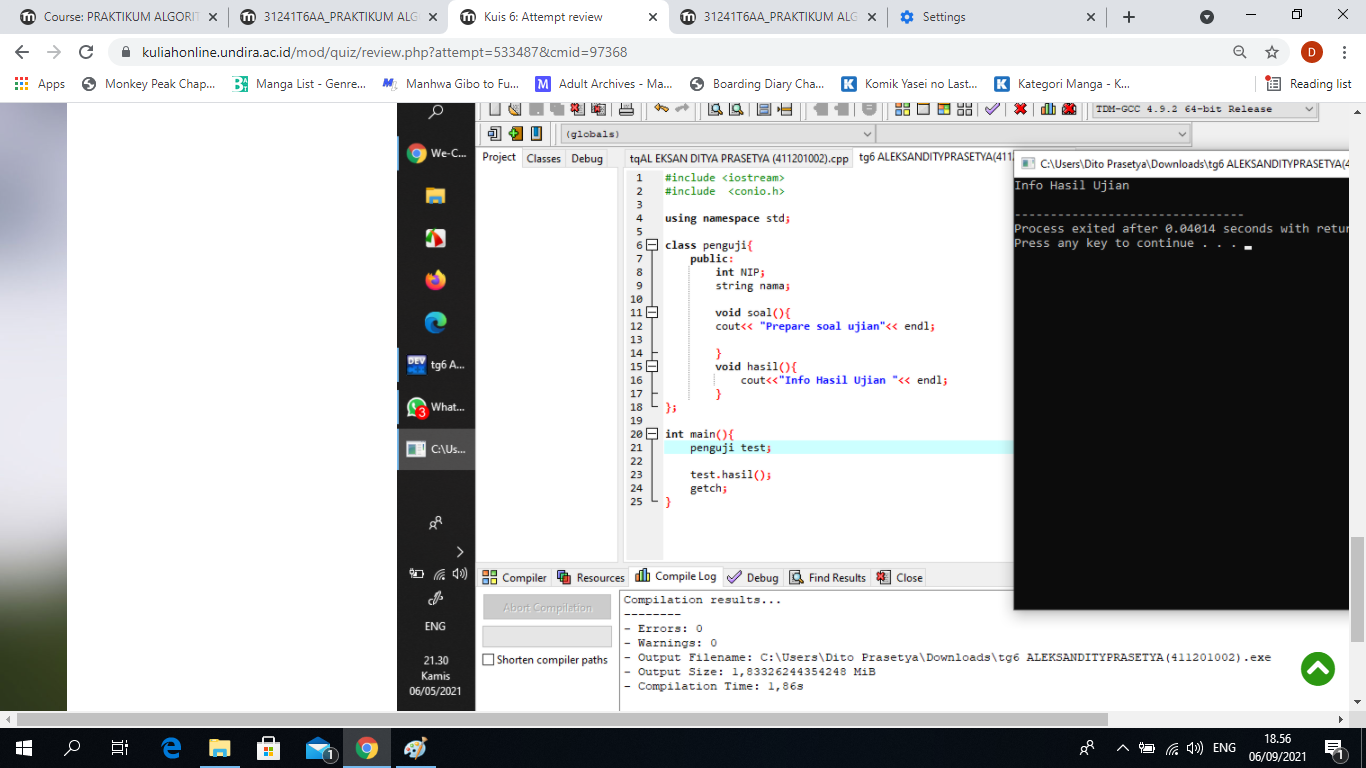 Course: PRAKTIKUM ALGORIT
31241T6AA_PRAKTIKUM ALG
Kuis 6: Attempt review
31241T6AA_PRAKTIKUM ALG
Settings
kuliahonline.undira.ac.id/mod/quiz/review.php?attempt=533487&cmid=97368
D
Apps
Monkey Peak Chap...
Manga List - Genre...
Manhwa Gibo to Fu...
Adult Archives - Ma...
Boarding Diary Cha...
Komik Yasei no Last...
Kategori Manga - K...
Reading list
We-C...
tg6 A...
What...
3
C:\Us...
ENG
21.30
Kamis
06/05/2021
TDM-GCC 4.9.2 64-bit Release
(globals)
Project
Classes
Debug
tqAL EKSAN DITYA PRASETYA (411201002).cpp
tg6 ALEKSANDITYPRASETYA(411
1 #include <iostream>
2 #include  <conio.h>
3
4 using namespace std;
5
6 class penguji{
7 public:
8 int NIP;
9 string nama;
10
11 void soal(){
12 cout<< "Prepare soal ujian"<< endl;
13
14 }
15 void hasil(){
16 cout<<"Info Hasil Ujian "<< endl;
17 }
18 };
19
20 int main(){
21 penguji test;
22
23 test.hasil();
24 getch;
25 }
C:\Users\Dito Prasetya\Downloads\tg6 ALEKSANDITYPRASETYA(4
Info Hasil Ujian
--------------------------------
Process exited after 0.04014 seconds with retur
Press any key to continue . . .
Compiler
Resources
Compile Log
Debug
Find Results
Close
Abort Compilation
Shorten compiler paths
Compilation results...
--------
- Errors: 0
- Warnings: 0
- Output Filename: C:\Users\Dito Prasetya\Downloads\tg6 ALEKSANDITYPRASETYA(411201002).exe
- Output Size: 1,83326244354248 MiB
- Compilation Time: 1,86s
1
ENG
18.56
06/09/2021
1